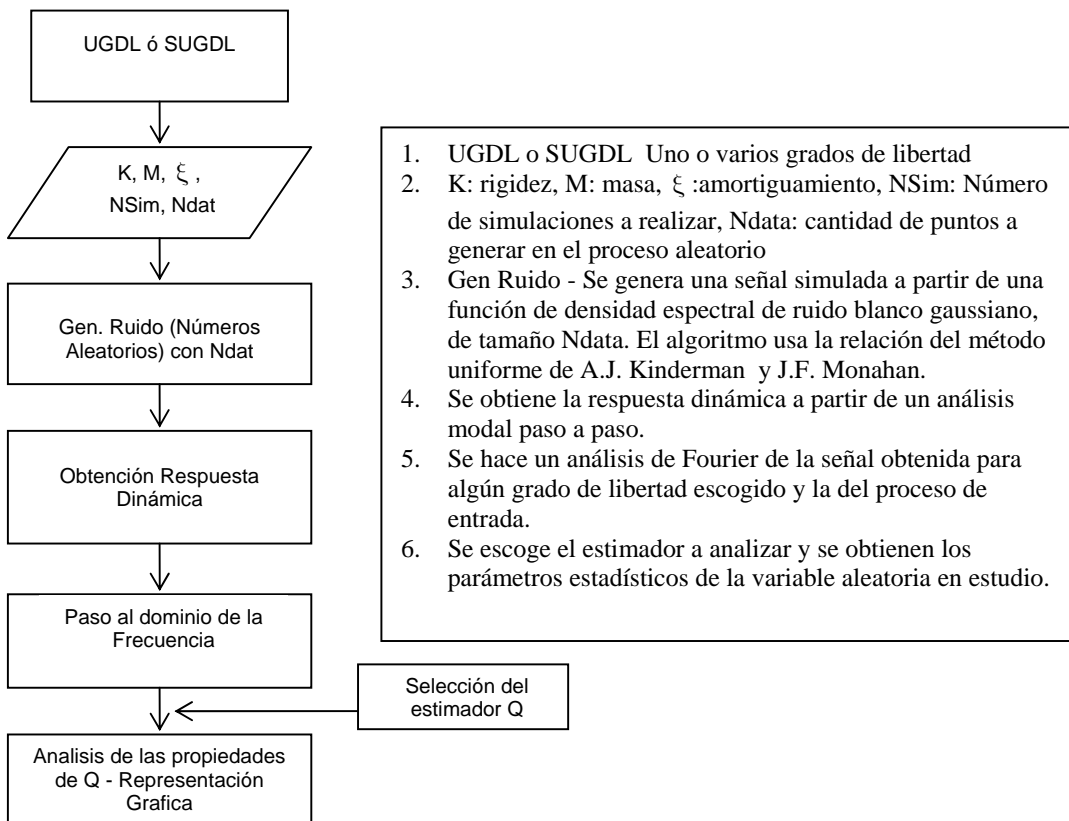 UGDL ó SUGDL
K, M, ξ ,
NSim, Ndat
Gen. Ruido (Números
Aleatorios) con Ndat
Obtención Respuesta
Dinámica
Paso al dominio de la
Frecuencia
Selección del
estimador Q
Analisis de las propiedades
de Q - Representación
Grafica
1. UGDL o SUGDL Uno o varios grados de libertad
2. K: rigidez, M: masa, ξ :amortiguamiento, NSim: Número
de simulaciones a realizar, Ndata: cantidad de puntos a
generar en el proceso aleatorio
3. Gen Ruido - Se genera una señal simulada a partir de una
función de densidad espectral de ruido blanco gaussiano,
de tamaño Ndata. El algoritmo usa la relación del método
uniforme de A.J. Kinderman y J.F. Monahan.
4. Se obtiene la respuesta dinámica a partir de un análisis
modal paso a paso.
5. Se hace un análisis de Fourier de la señal obtenida para
algún grado de libertad escogido y la del proceso de
entrada.
6. Se escoge el estimador a analizar y se obtienen los
parámetros estadísticos de la variable aleatoria en estudio.